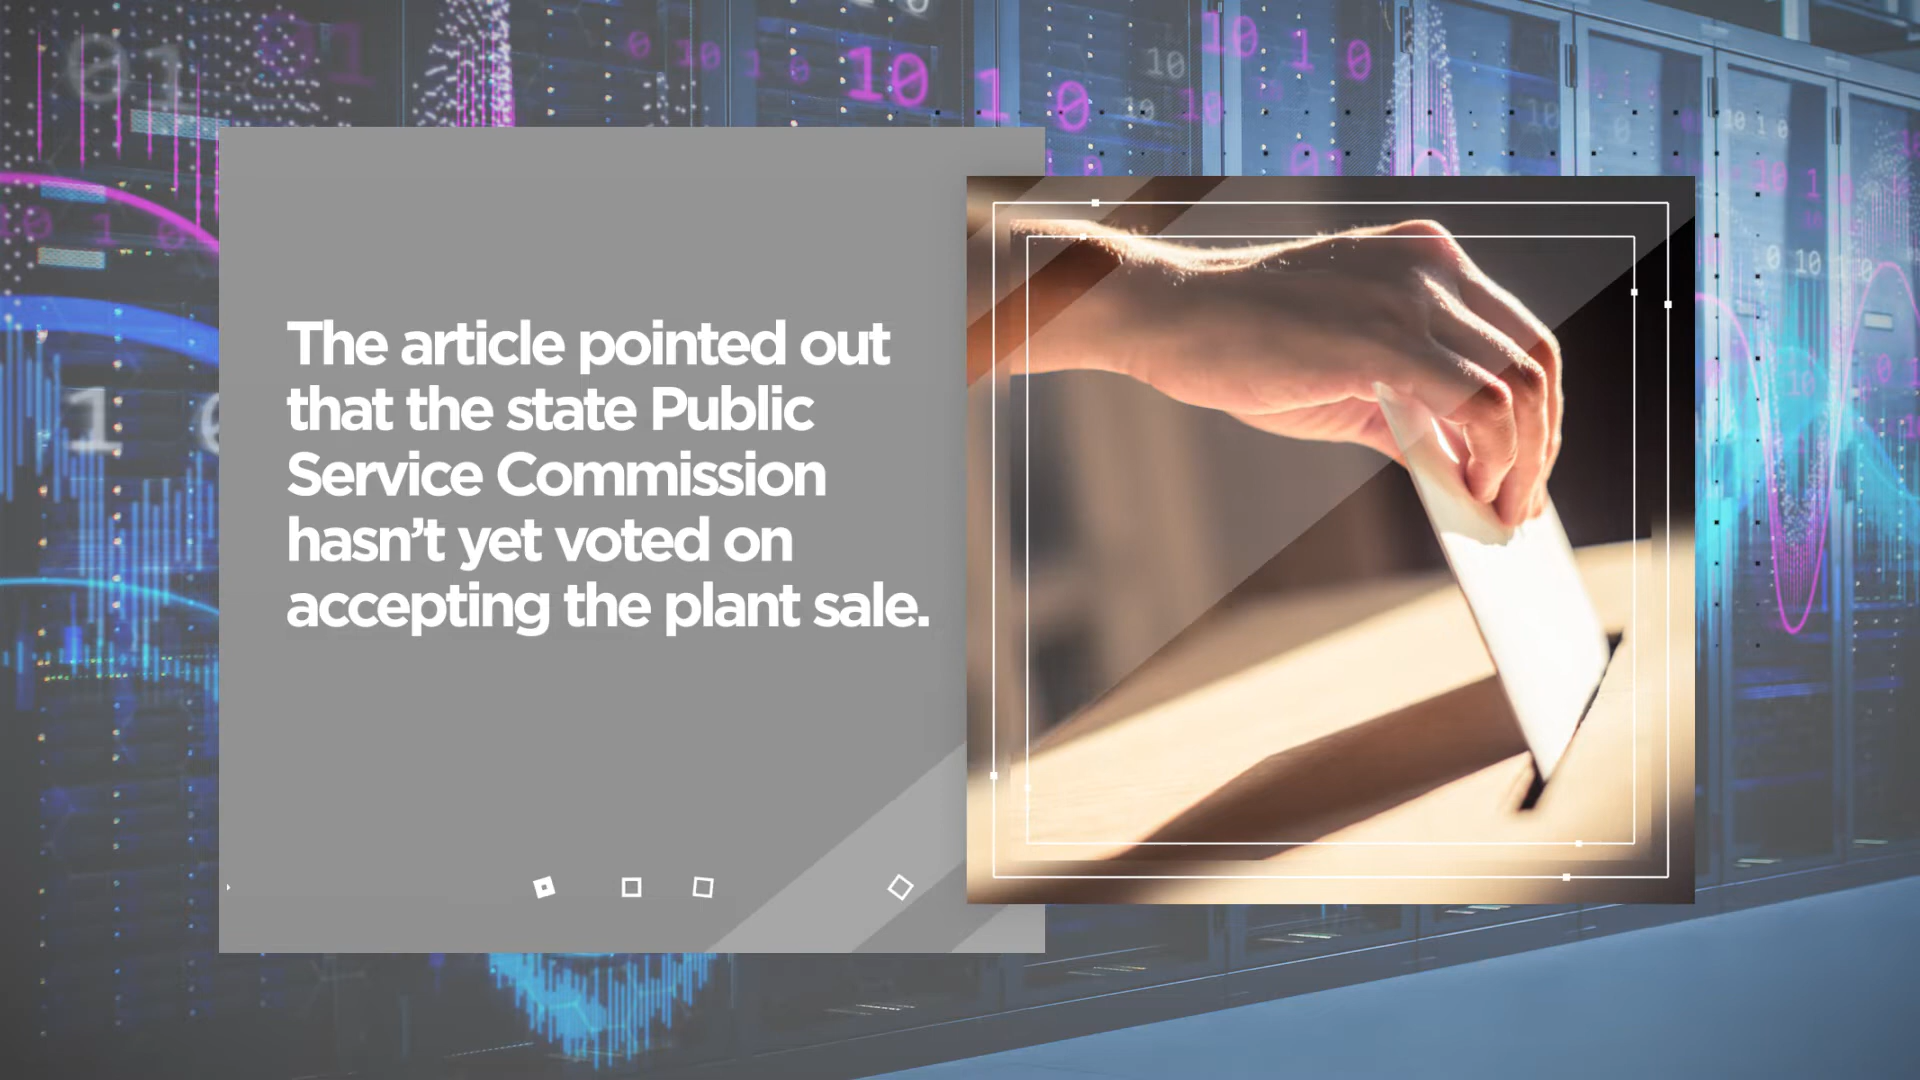 The article pointed out
that the state Public
Service Commission
hasn’t yet voted on
accepting the plant sale.